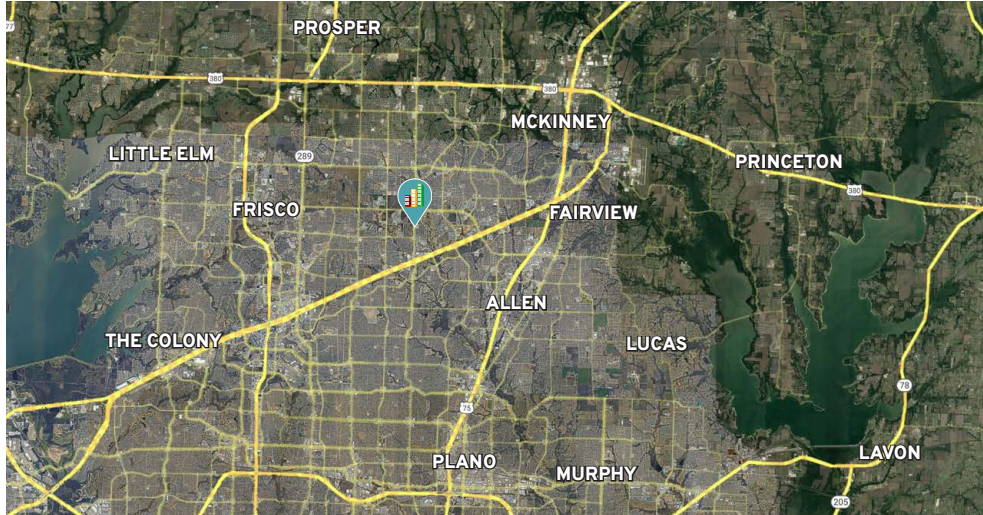 PROSPER
77
380
380
MCKINNEY
LITTLE ELM
289
PRINCETON
380
FRISCO
FAIRVIEW
ALLEN
THE COLONY
LUCAS
78
75
LAVON
PLANO
MURPHY
205